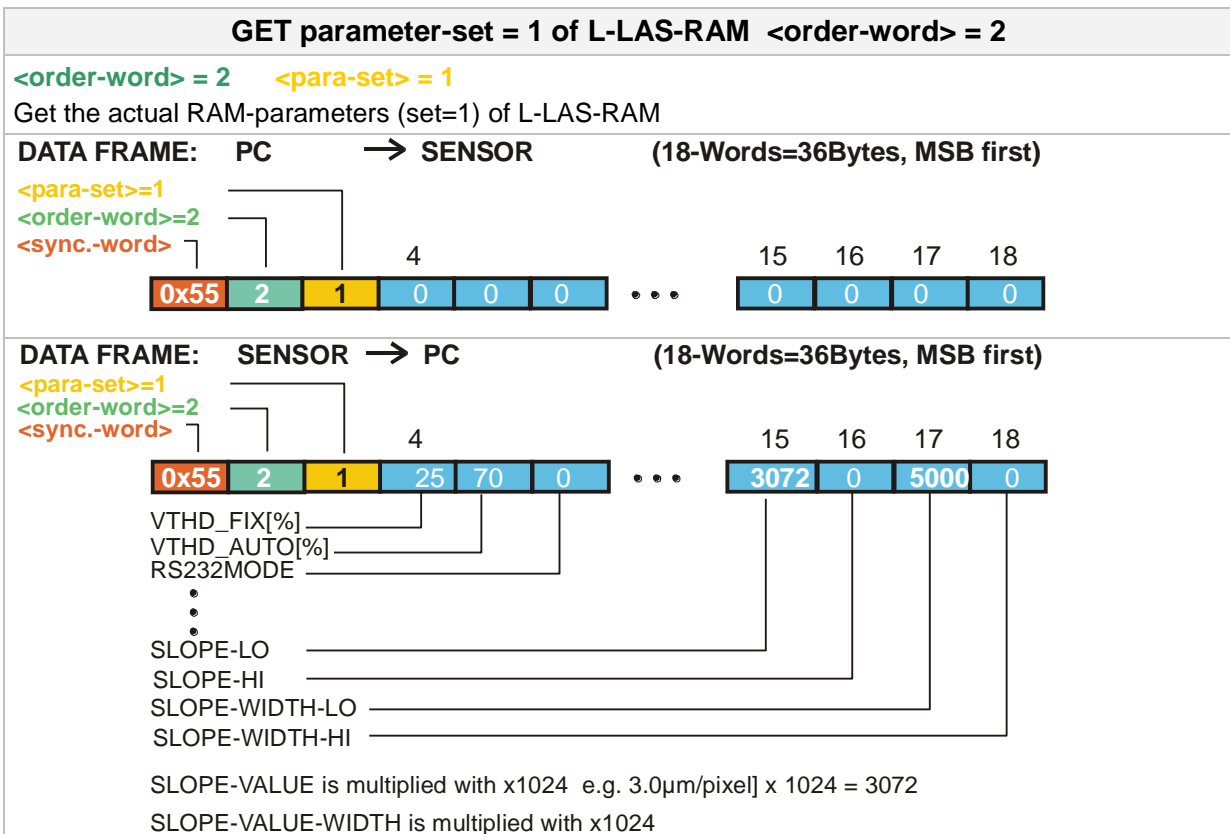 GET parameter-set = 1 of L-LAS-RAM <order-word> = 2
<order-word> = 2 <para-set> = 1
Get the actual RAM-parameters (set=1) of L-LAS-RAM
DATA FRAME: PC → SENSOR (18-Words=36Bytes, MSB first)
<para-set>=1
<order-word>=2
<sync.-word>
4 15 16 17 18
0x55 2 1 0 0 0 • • • 0 0 0 0
DATA FRAME: SENSOR → PC (18-Words=36Bytes, MSB first)
<para-set>=1
<order-word>=2
<sync.-word>
4 15 16 17 18
0x55 2 1 25 70 0 • • • 3072 0 5000 0
VTHD_FIX[%]
VTHD_AUTO[%]
RS232MODE
SLOPE-LO
SLOPE-HI
SLOPE-WIDTH-LO
SLOPE-WIDTH-HI
SLOPE-VALUE is multiplied with x1024 e.g. 3.0µm/pixel] x 1024 = 3072
SLOPE-VALUE-WIDTH is multiplied with x1024